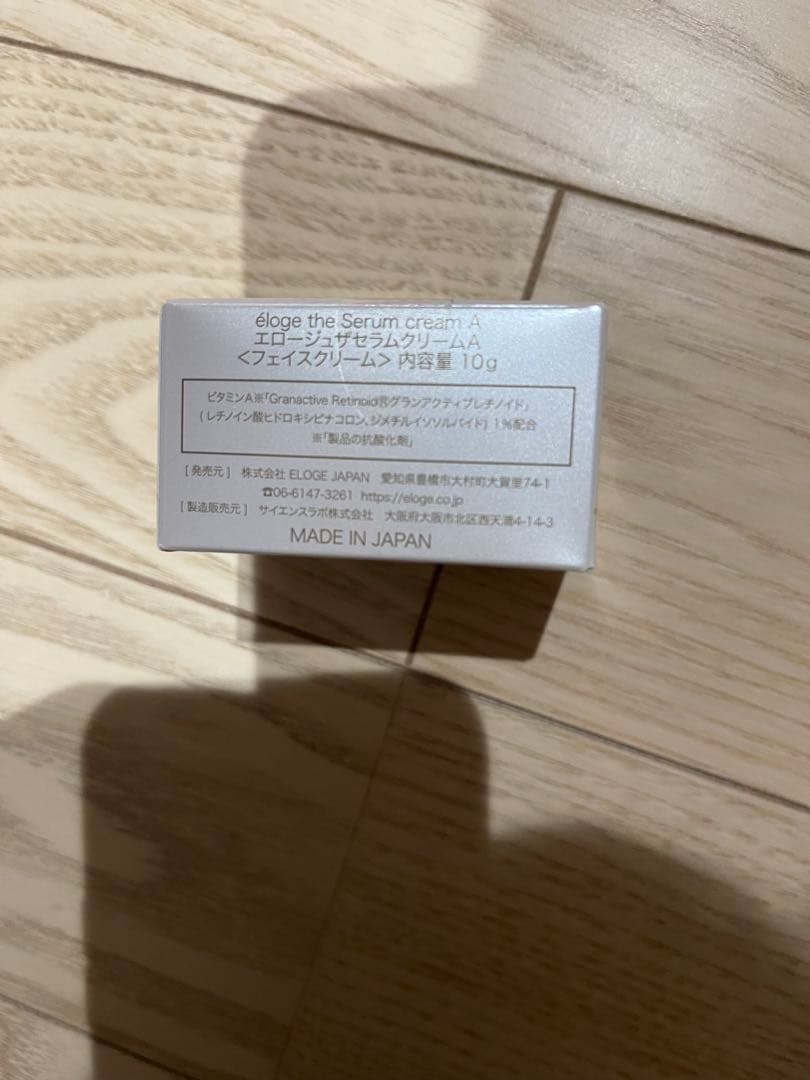 éloge the Serum cream A
エロージュザセラムクリームA
<フェイスクリーム> 内容量 10g
ビタミンA※「Granactive Retinoid®グランアクティブレチノイド」
(レチノイン酸ヒドロキシピナコロン、ジメチルイソソルバイド) 1%配合
※「製品の抗酸化剤」
[発売元] 株式会社 ELOGE JAPAN 愛知県豊橋市大村町大賀里74-1
☎06-6147-3261 https://eloge.co.jp
[製造販売元] サイエンスラボ株式会社 大阪府大阪市北区西天満4-14-3
MADE IN JAPAN